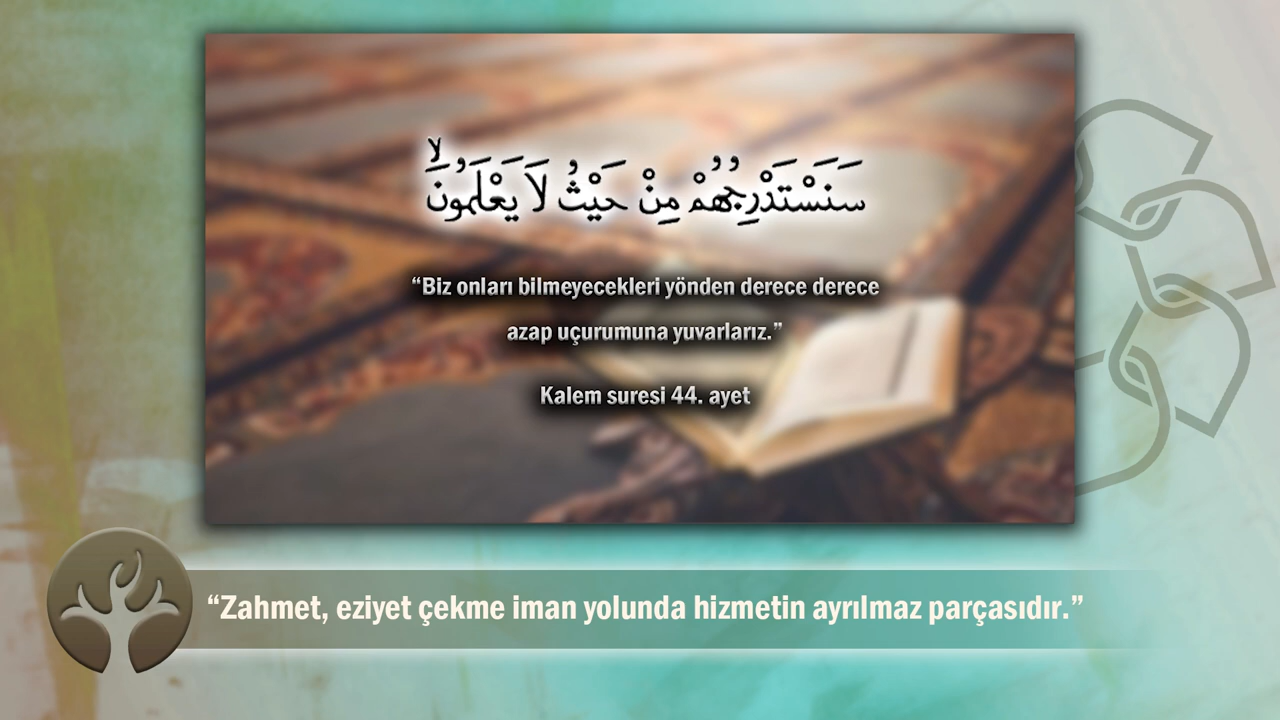 سَنَسْتَدْرِجُهُمْ مِنْ حَيْثُ لَا يَعْلَمُونَۙ
“Biz onları bilmeyecekleri yönden derece derece
azap uçurumuna yuvarlarız.”
Kalem suresi 44. ayet
“Zahmet, eziyet çekme iman yolunda hizmetin ayrılmaz parçasıdır.”